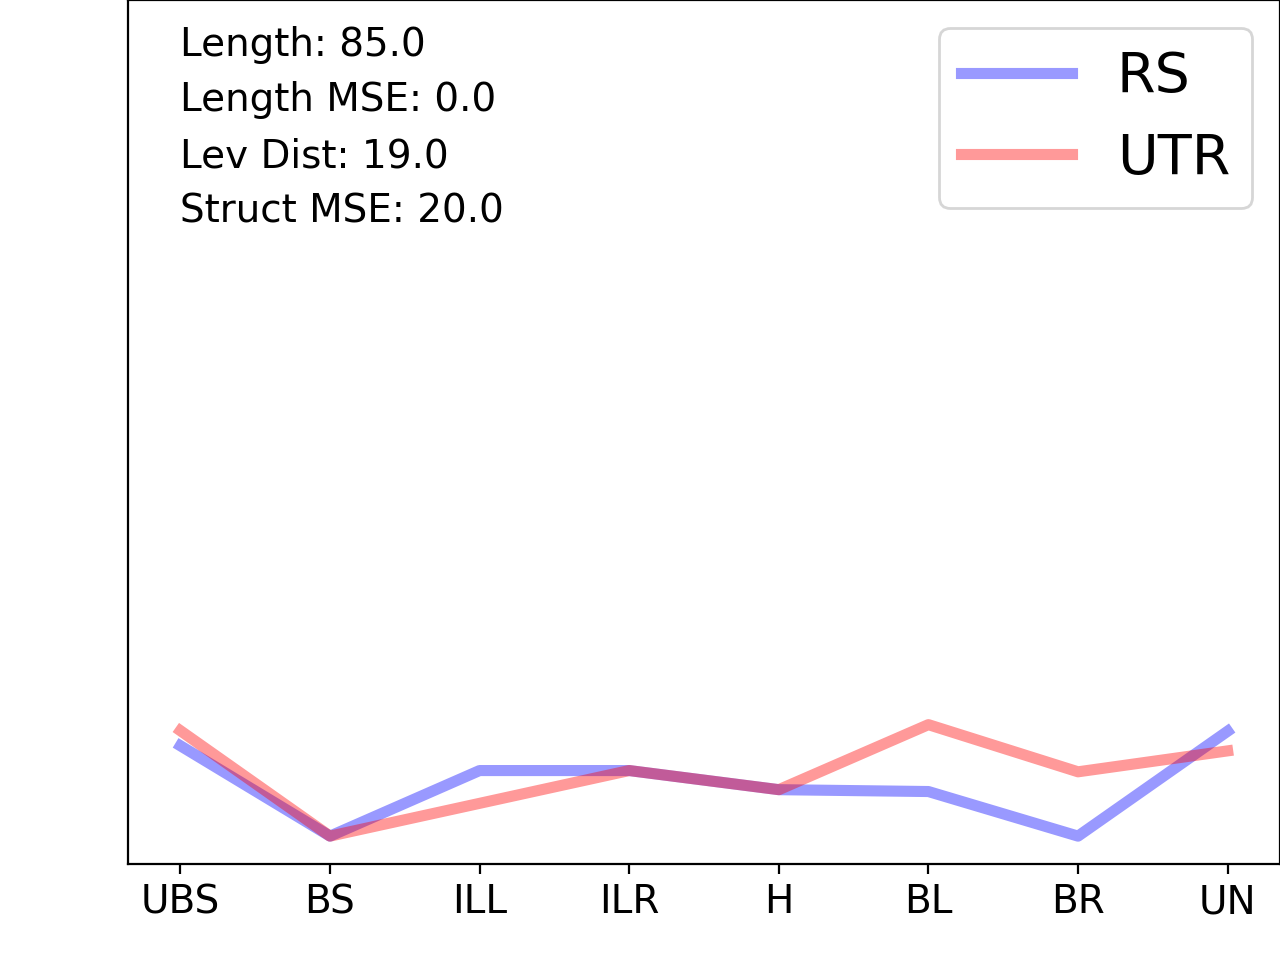 Length: 85.0
Length MSE: 0.0
Lev Dist: 19.0
Struct MSE: 20.0
RS
UTR
UBS BS ILL ILR H BL BR UN